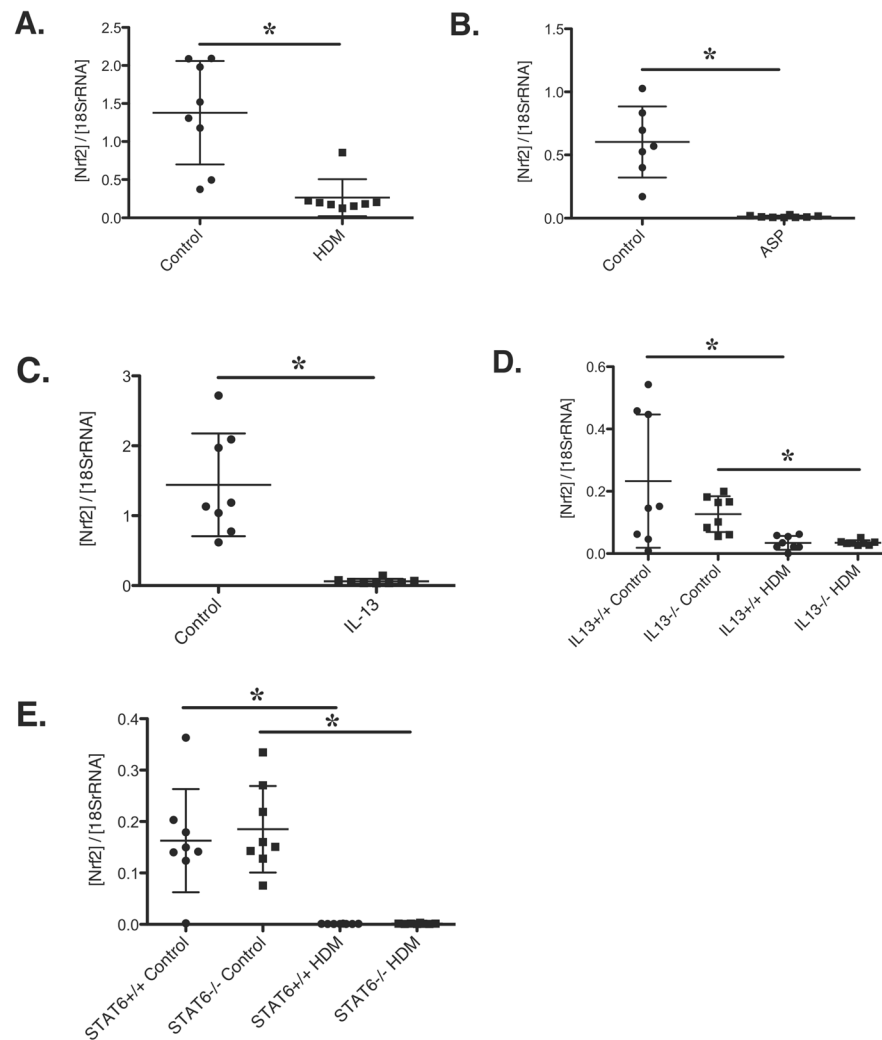 A.
[Nrf2] / [18SrRNA]
2.5
2.0
1.5
1.0
0.5
0.0
*
Control
HDM
B.
[Nrf2] / [18SrRNA]
1.5
1.0
0.5
0.0
*
Control
ASP
C.
[Nrf2] / [18SrRNA]
3
2
1
0
*
Control
IL-13
D.
[Nrf2] / [18SrRNA]
0.6
0.4
0.2
0.0
*
*
IL13+/+ Control
IL13-/- Control
IL13+/+ HDM
IL13-/- HDM
E.
[Nrf2] / [18SrRNA]
0.4
0.3
0.2
0.1
0.0
*
*
STAT6+/+ Control
STAT6-/- Control
STAT6+/+ HDM
STAT6-/- HDM